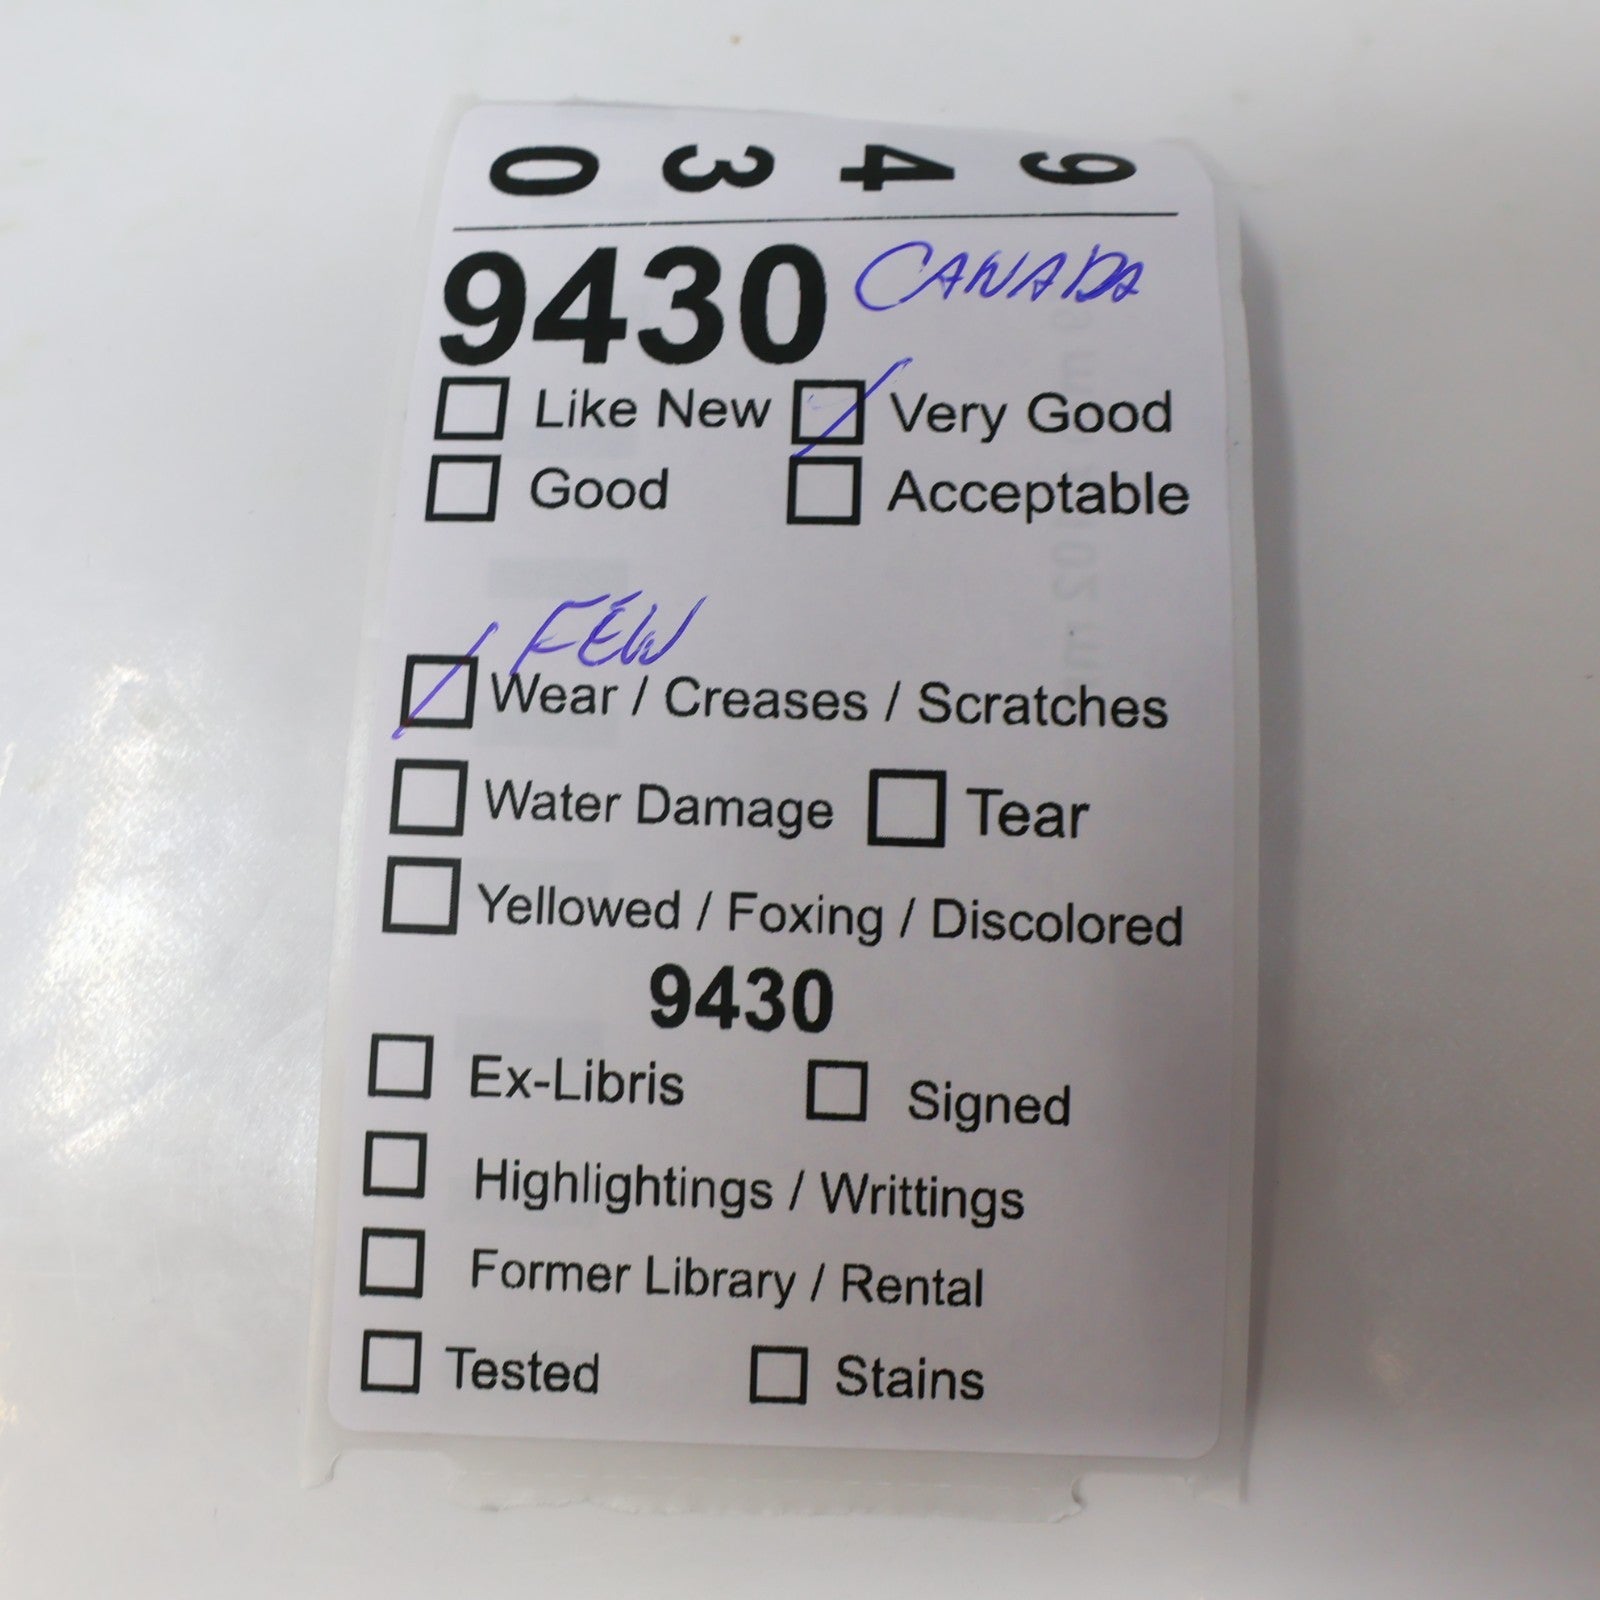 9 4 3 0
9430 CANADA
Like New Very Good
Good Acceptable
FEW
Wear / Creases / Scratches
Water Damage Tear
Yellowed / Foxing / Discolored
9430
Ex-Libris Signed
Highlightings / Writtings
Former Library / Rental
Tested Stains